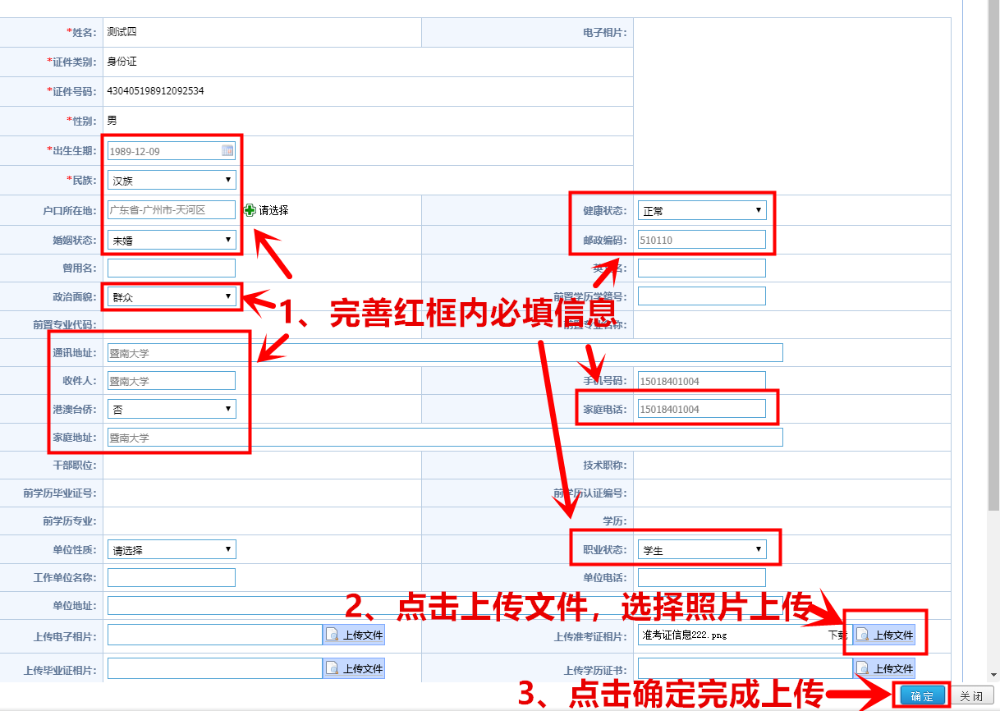 *姓名: 测试四 电子相片:
*证件类别: 身份证
*证件号码: 430405198912092534
*性别: 男
*出生生期: 1989-12-09
*民族: 汉族
户口所在地: 广东省-广州市-天河区 请选择 健康状态: 正常
婚姻状态: 未婚 邮政编码: 510110
曾用名: 英文名:
政治面貌: 群众 前置学历学籍号:
1、完善红框内必填信息
前置专业代码: 前置专业名称:
通讯地址: 暨南大学
收件人: 暨南大学 手机号码: 15018401004
港澳台侨: 否 家庭电话: 15018401004
家庭地址: 暨南大学
干部职位: 技术职称:
前学历毕业证号: 前学历认证编号:
前学历专业: 学历:
单位性质: 请选择 职业状态: 学生
工作单位名称: 单位电话:
单位地址:
2、点击上传文件，选择照片上传
上传电子相片: 上传文件 上传准考证相片: 准考证信息222.png 下载 上传文件
上传毕业证相片: 上传文件 上传学历证书: 上传文件
3、点击确定完成上传 确定 关闭